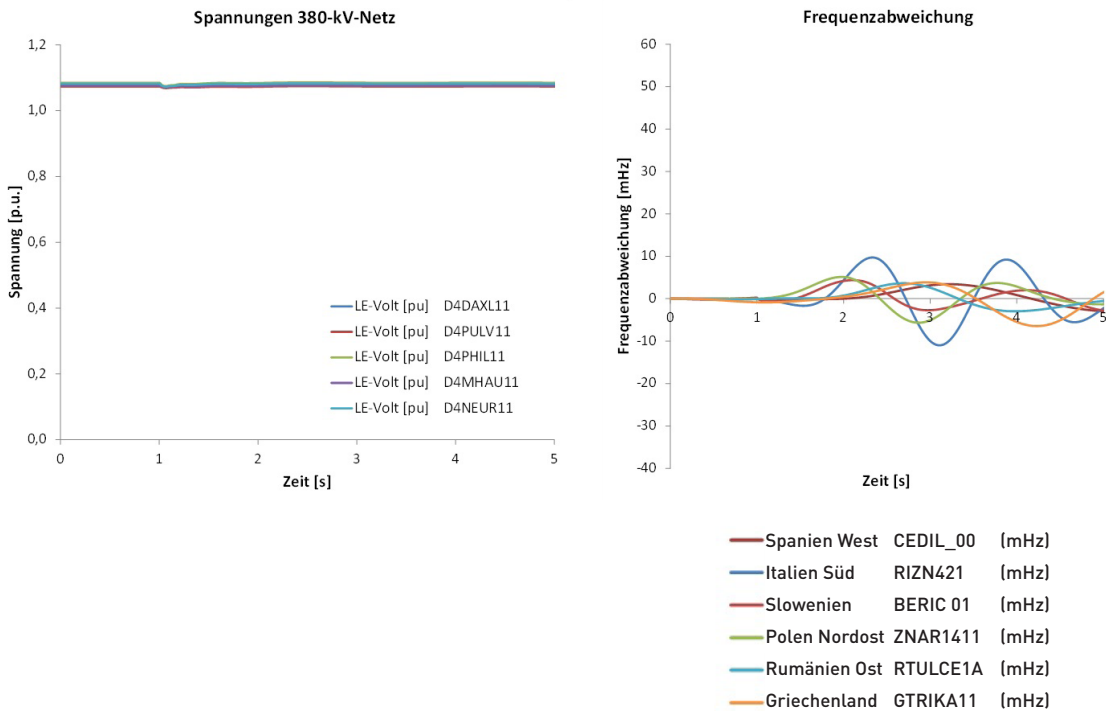 Spannungen 380-kV-Netz
1,2
1,0
0,8
0,6
0,4
0,2
0,0
Spannung [p.u.]
0 1 2 3 4 5
Zeit [s]
LE-Volt [pu] D4DAXL11
LE-Volt [pu] D4PULV11
LE-Volt [pu] D4PHIL11
LE-Volt [pu] D4MHAU11
LE-Volt [pu] D4NEUR11
Frequenzabweichung
60
50
40
30
20
10
0
-10
-20
-30
-40
Frequenzabweichung [mHz]
0 1 2 3 4 5
Zeit [s]
Spanien West CEDIL_00 (mHz)
Italien Süd RIZN421 (mHz)
Slowenien BERIC 01 (mHz)
Polen Nordost ZNAR1411 (mHz)
Rumänien Ost RTULCE1A (mHz)
Griechenland GTRIKA11 (mHz)